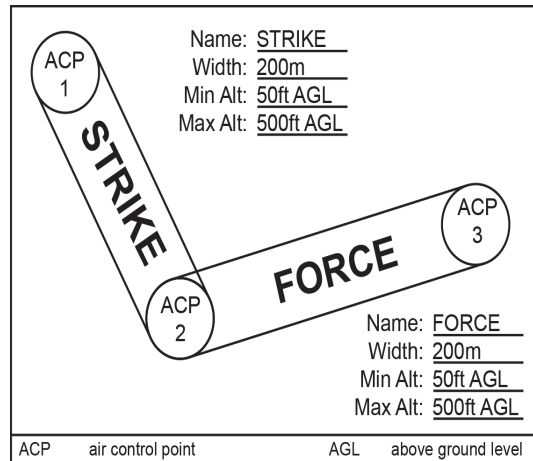 ACP
1
Name: STRIKE
Width: 200m
Min Alt: 50ft AGL
Max Alt: 500ft AGL
STRIKE
ACP
2
FORCE
ACP
3
Name: FORCE
Width: 200m
Min Alt: 50ft AGL
Max Alt: 500ft AGL
ACP air control point AGL above ground level